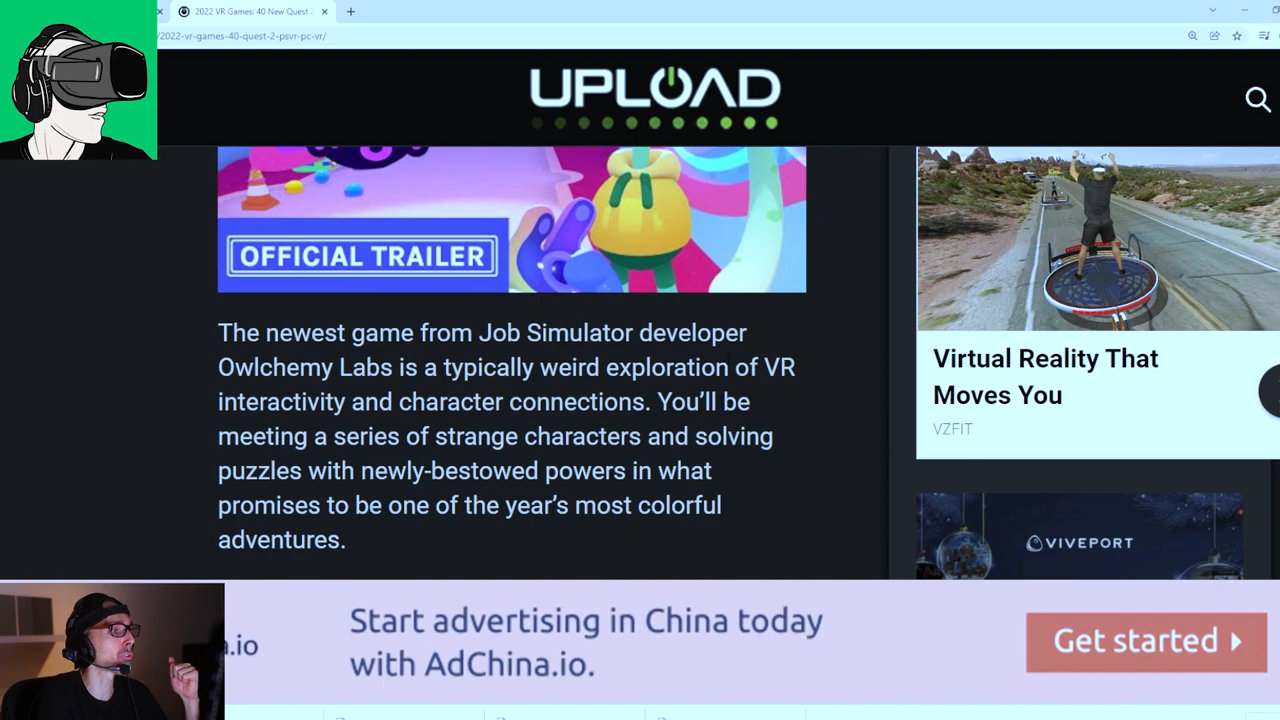 2022 VR Games: 40 New Quest 2
/2022-vr-games-40-quest-2-psvr-pc-vr/
UPLOAD
OFFICIAL TRAILER
The newest game from Job Simulator developer
Owlchemy Labs is a typically weird exploration of VR
interactivity and character connections. You’ll be
meeting a series of strange characters and solving
puzzles with newly-bestowed powers in what
promises to be one of the year’s most colorful
adventures.
Virtual Reality That
Moves You
VZFIT
VIVEPORT
a.io
Start advertising in China today
with AdChina.io.
Get started